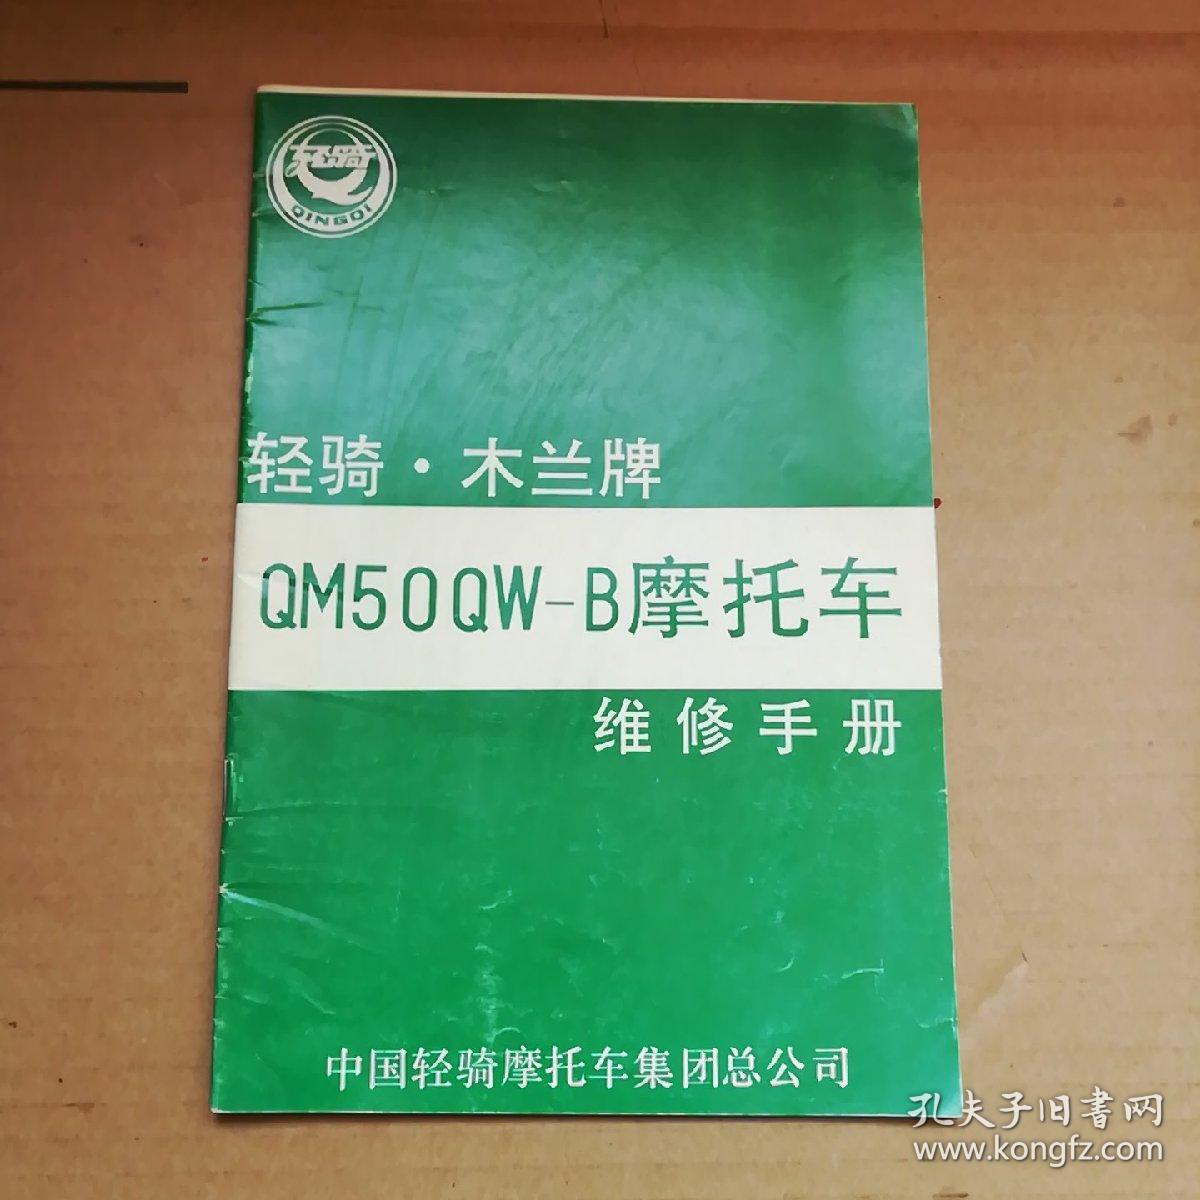 轻骑
QINGQI
轻骑·木兰牌
QM50QW-B摩托车
维修手册
中国轻骑摩托车集团总公司
孔夫子旧書网
www.kongfz.com